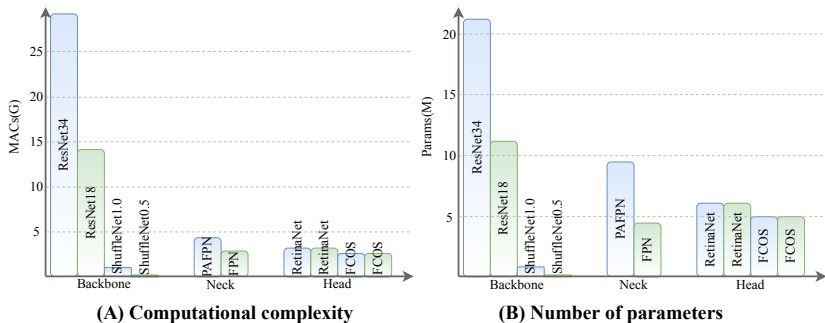 MACs(G)
25
20
15
10
5
ResNet34
ResNet18
ShuffleNet1.0
ShuffleNet0.5
PAFPN
FPN
RetinaNet
RetinaNet
FCOS
FCOS
Backbone
Neck
Head
(A) Computational complexity
Params(M)
20
10
5
ResNet34
ResNet18
ShuffleNet1.0
ShuffleNet0.5
PAFPN
FPN
RetinaNet
RetinaNet
FCOS
FCOS
Backbone
Neck
Head
(B) Number of parameters